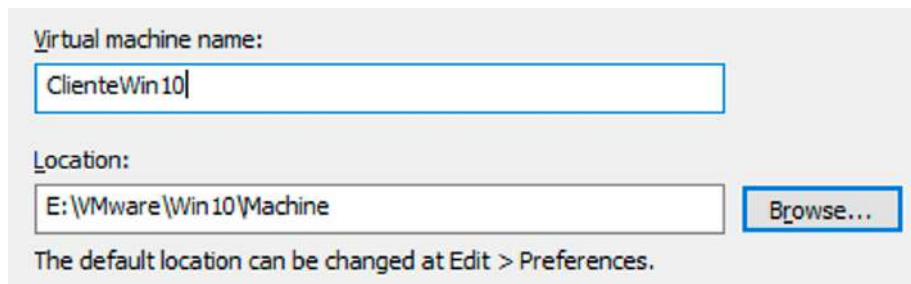 Virtual machine name:
ClienteWin10
Location:
E:\VMware\Win10\Machine
Browse...
The default location can be changed at Edit > Preferences.